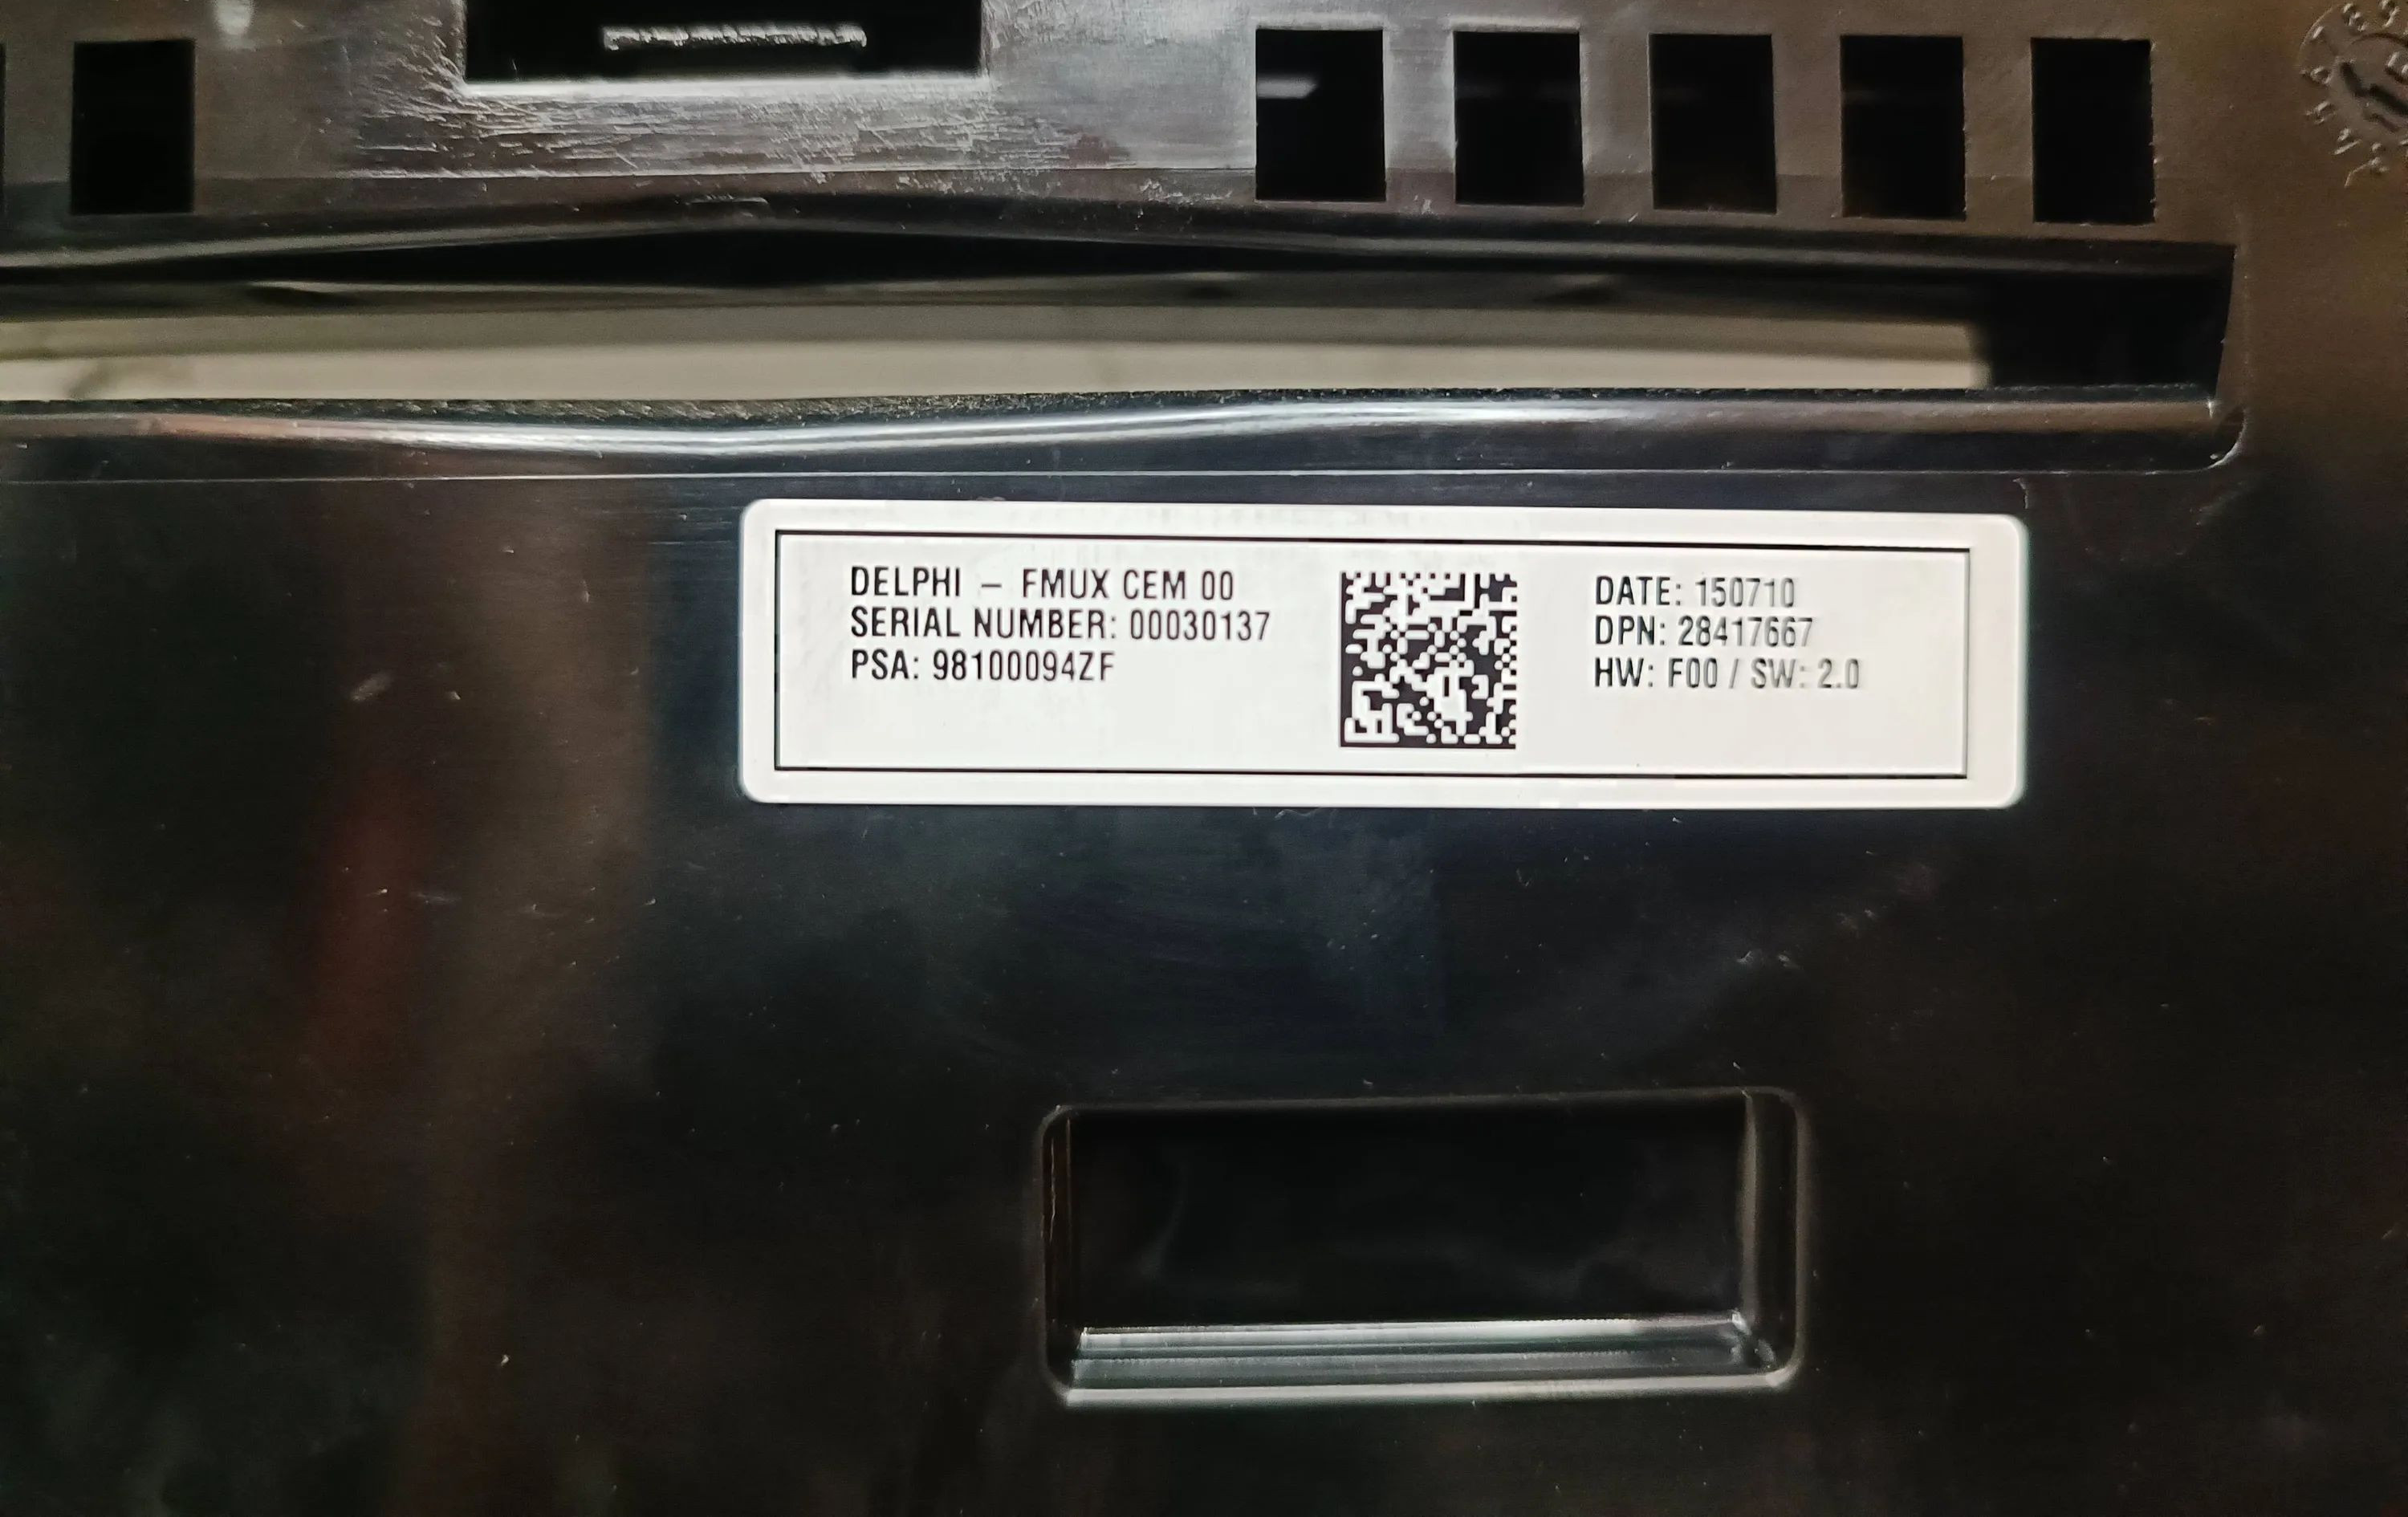 DELPHI – FMUX CEM 00
SERIAL NUMBER: 00030137
PSA: 98100094ZF
DATE: 150710
DPN: 28417667
HW: F00 / SW: 2.0